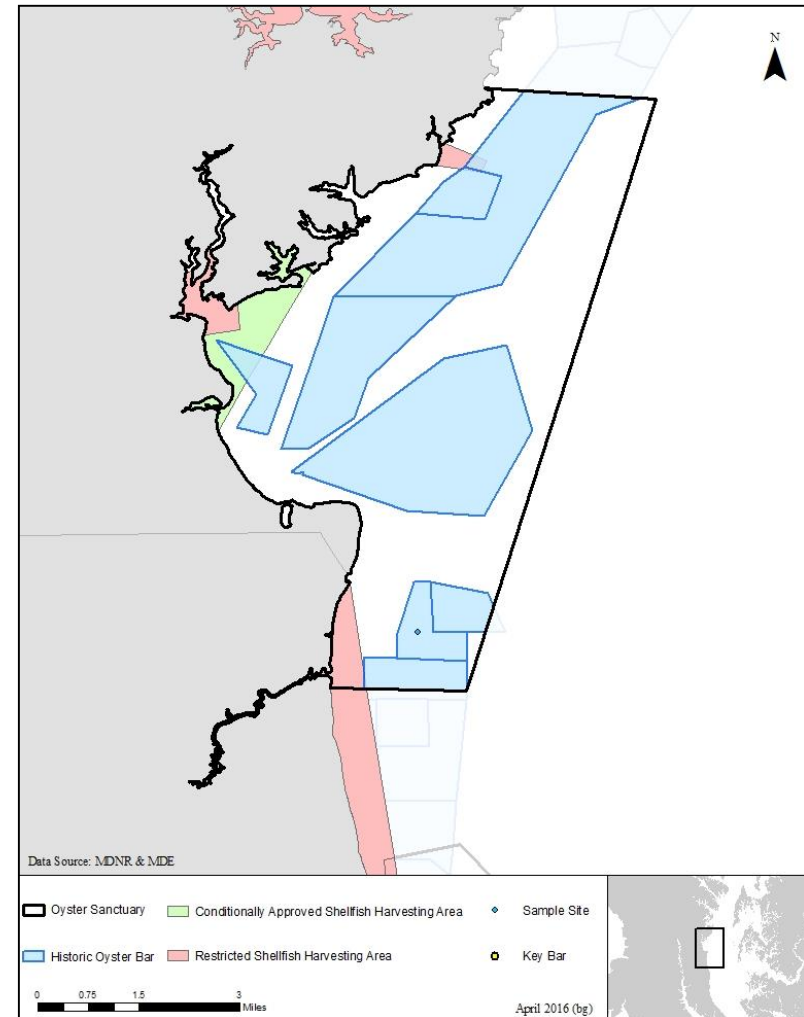 N
Data Source: MDNR & MDE
Oyster Sanctuary
Conditionally Approved Shellfish Harvesting Area
Sample Site
Historic Oyster Bar
Restricted Shellfish Harvesting Area
Key Bar
0 0.75 1.5 3
Miles
April 2016 (bg)